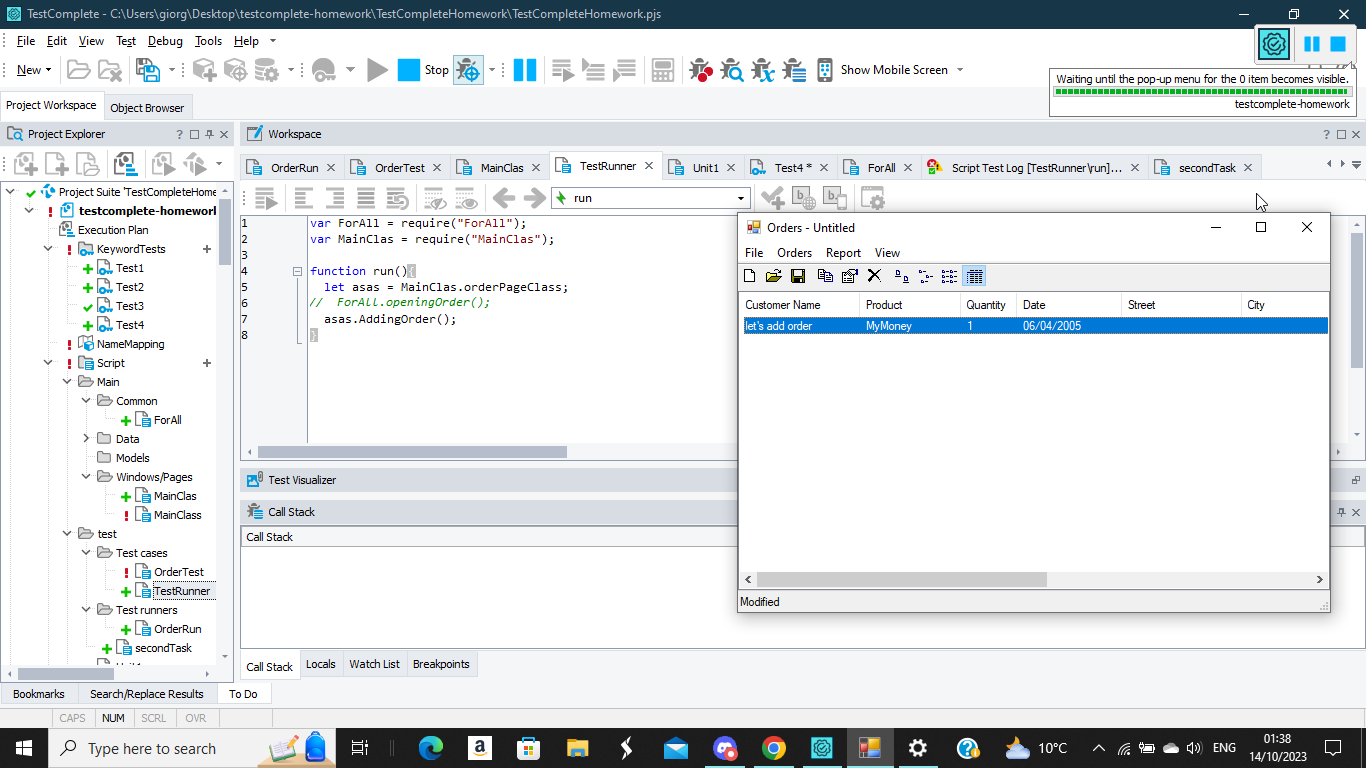 TestComplete - C:\Users\giorg\Desktop\testcomplete-homework\TestCompleteHomework\TestCompleteHomework.pjs
File Edit View Test Debug Tools Help
New Stop Show Mobile Screen
Waiting until the pop-up menu for the 0 item becomes visible.
testcomplete-homework
Project Workspace Object Browser
Project Explorer
Workspace
OrderRun OrderTest MainClas TestRunner Unit1 Test4 * ForAll Script Test Log [TestRunner\run]... secondTask
run
Project Suite 'TestCompleteHome
testcomplete-homework
Execution Plan
KeywordTests
Test1
Test2
Test3
Test4
NameMapping
Script
Main
Common
ForAll
Data
Models
Windows/Pages
MainClas
MainClass
test
Test cases
OrderTest
TestRunner
Test runners
OrderRun
secondTask
1 var ForAll = require("ForAll");
2 var MainClas = require("MainClas");
3
4 function run(){
5 let asas = MainClas.orderPageClass;
6 // ForAll.openingOrder();
7 asas.AddingOrder();
8 }
Orders - Untitled
File Orders Report View
Customer Name Product Quantity Date Street City
let's add order MyMoney 1 06/04/2005
Modified
Test Visualizer
Call Stack
Call Stack
Call Stack Locals Watch List Breakpoints
Bookmarks Search/Replace Results To Do
CAPS NUM SCRL OVR
Type here to search
10°C
ENG
01:38
14/10/2023